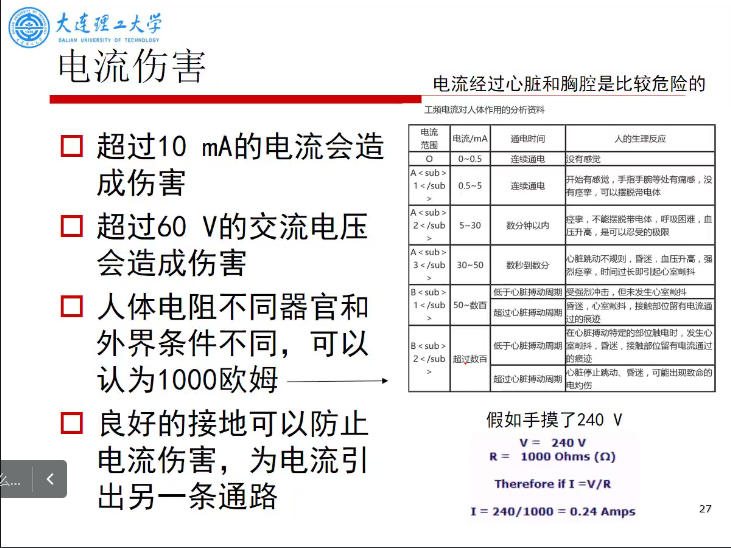 大连理工大学
DALIAN UNIVERSITY OF TECHNOLOGY
电流伤害
电流经过心脏和胸腔是比较危险的
超过10 mA的电流会造
成伤害
超过60 V的交流电压
会造成伤害
人体电阻不同器官和
外界条件不同，可以
认为1000欧姆
良好的接地可以防止
电流伤害，为电流引
出另一条通路
工频电流对人体作用的分析资料
电流
范围
电流/mA
通电时间
人的生理反应
O
0~0.5
连续通电
没有感觉
A<sub>
1</sub
>
0.5~5
连续通电
开始有感觉，手指手腕等处有痛感，没
有痉挛，可以摆脱带电体
A<sub>
2</sub
>
5~30
数分钟以内
痉挛，不能摆脱带电体，呼吸困难，血
压升高，是可以忍受的极限
A<sub>
3</sub
>
30~50
数秒到数分
心脏跳动不规则，昏迷，血压升高，强
烈痉挛，时间过长即引起心室颤抖
B<sub>
1</sub
>
50~数百
低于心脏搏动周期
受强烈冲击，但未发生心室颤抖
超过心脏搏动周期
昏迷，心室颤抖，接触部位留有电流通
过的痕迹
B<sub>
2</sub
>
超过数百
低于心脏搏动周期
在心脏搏动特定的部位触电时，发生心
室颤抖，昏迷，接触部位留有电流通过
的痕迹
超过心脏搏动周期
心脏停止跳动、昏迷，可能出现致命的
电灼伤
假如手摸了240 V
V = 240 V
R = 1000 Ohms (Ω)
Therefore if I =V/R
I = 240/1000 = 0.24 Amps
么...
27